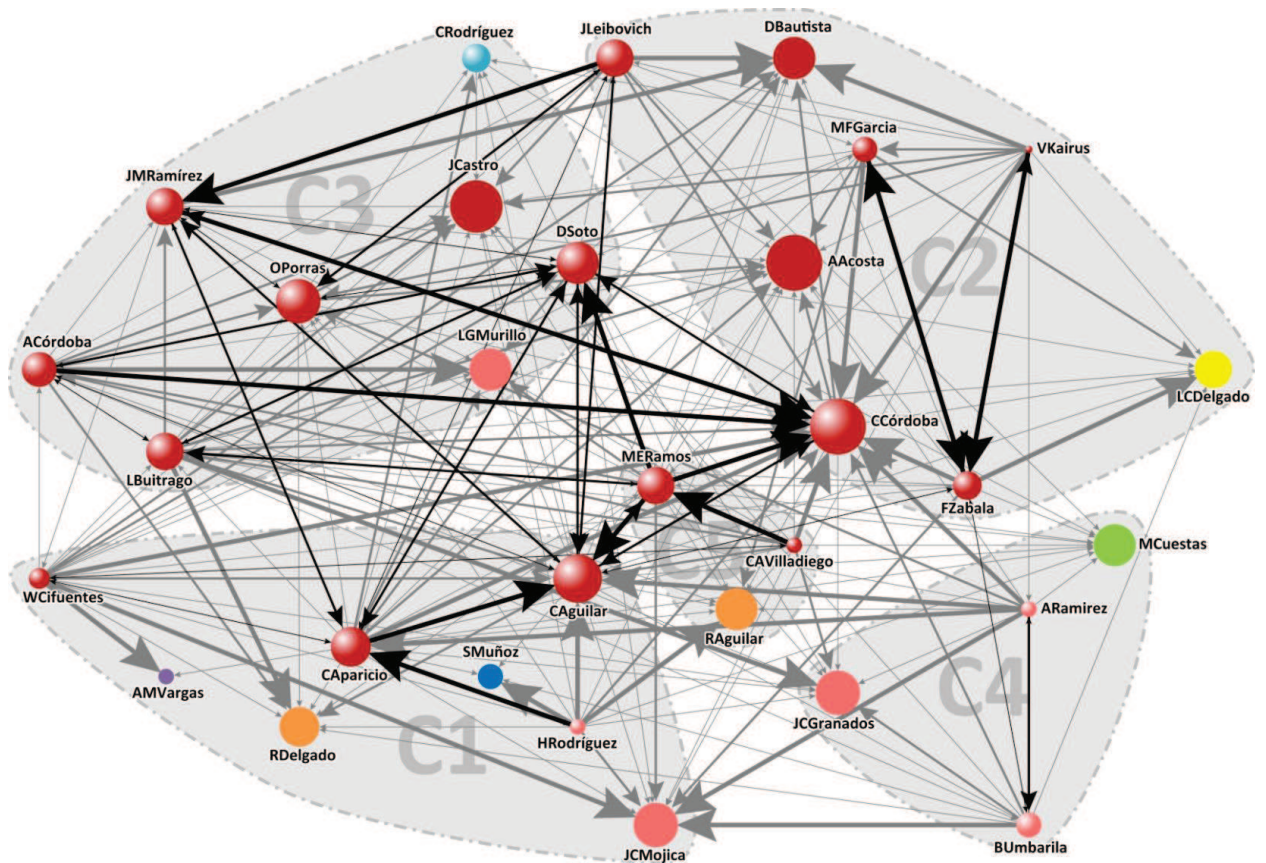 CRodríguez
JLeibovich
DBautista
MFGarcia
VKairus
JCastro
JMRamírez
C3
DSoto
AAcosta
C2
OPorras
ACórdoba
LGMurillo
LCDelgado
CCórdoba
MERamos
LBuitrago
FZabala
MCuestas
CAVilladiego
WCifuentes
CAguilar
ARamirez
RAguilar
SMuñoz
CAparicio
AMVargas
C4
JCGranados
HRodríguez
RDelgado
C1
JCMojica
BUmbarila